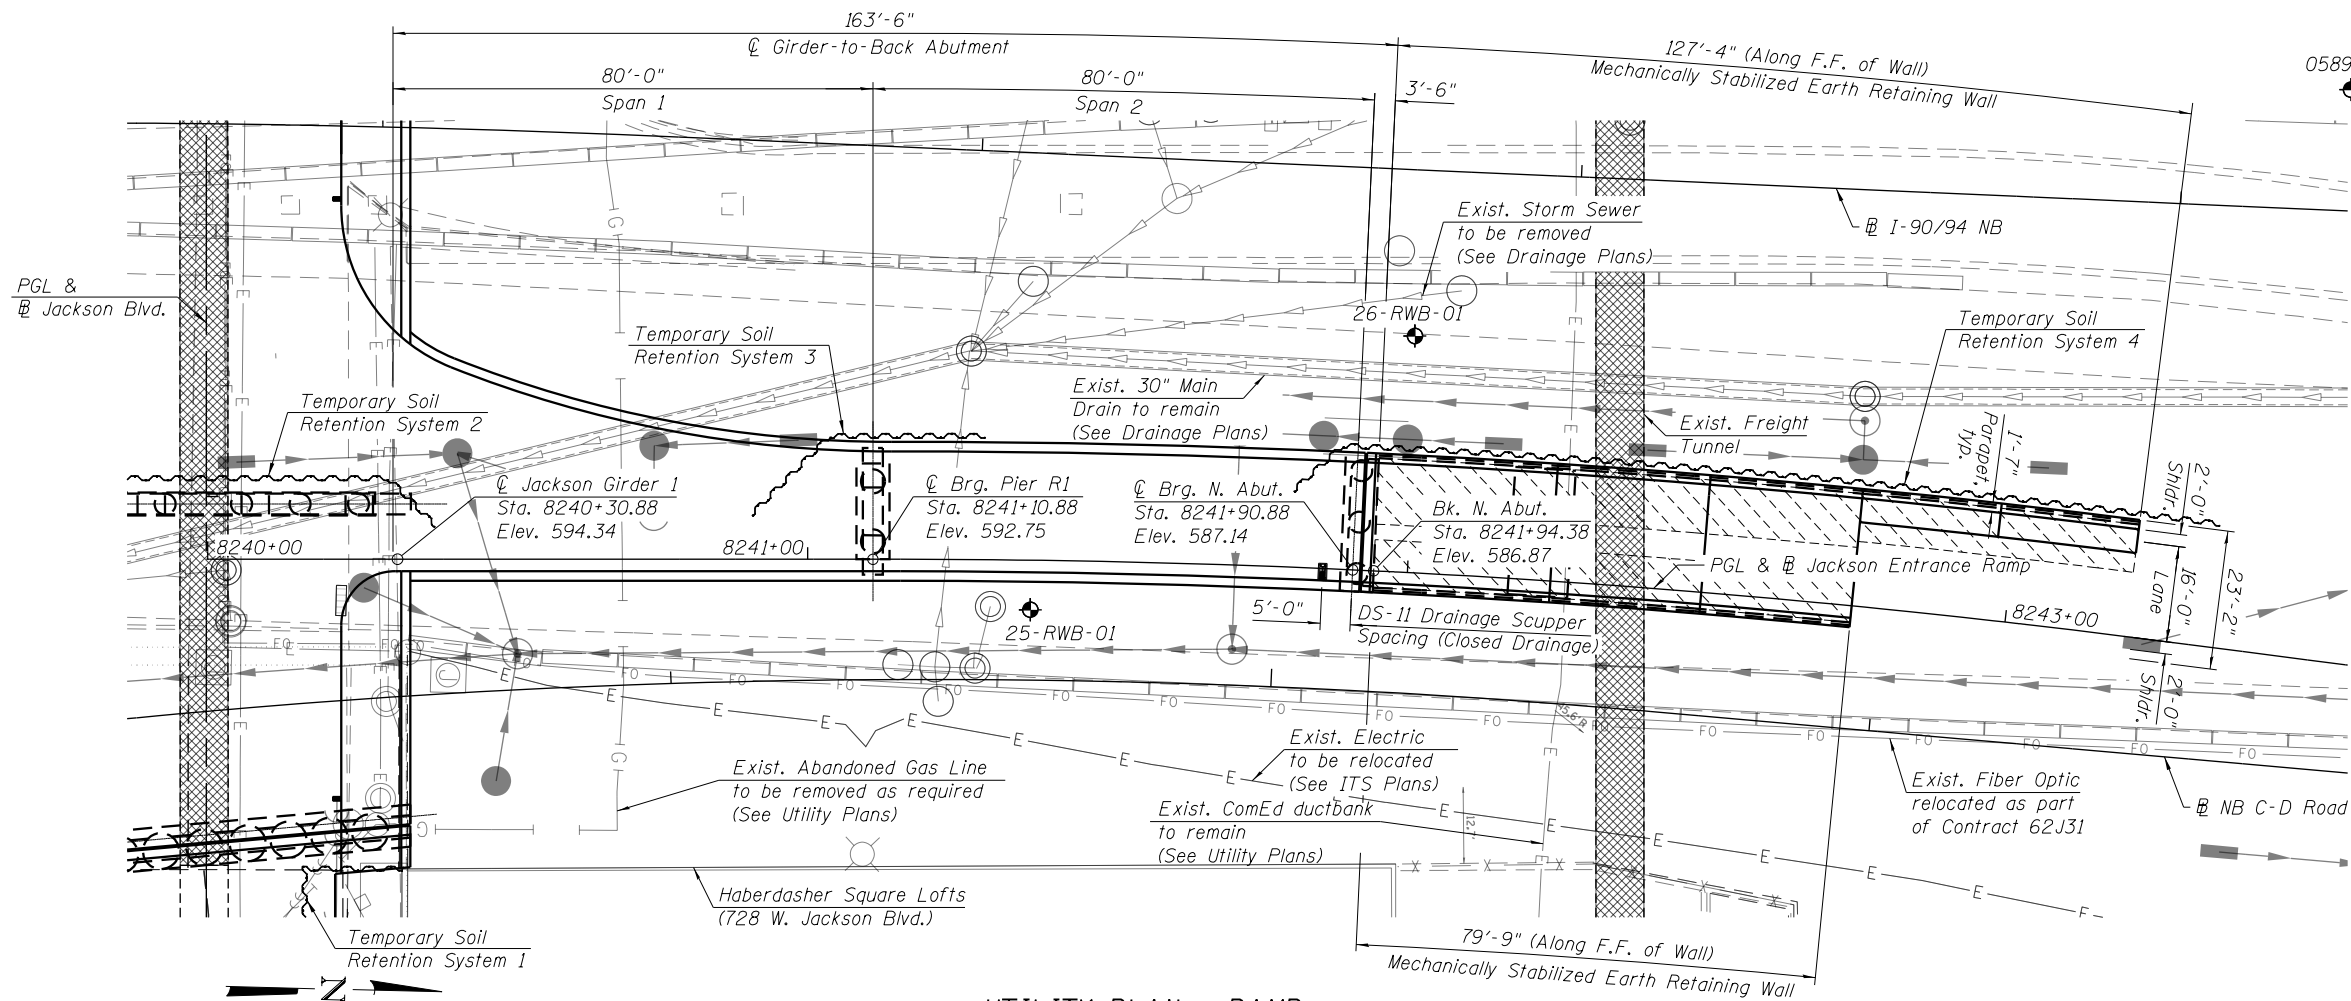 163'-6"
℄ Girder-to-Back Abutment
127'-4" (Along F.F. of Wall)
Mechanically Stabilized Earth Retaining Wall
0589
80'-0"
Span 1
80'-0"
Span 2
3'-6"
Exist. Storm Sewer
to be removed
(See Drainage Plans)
℄ I-90/94 NB
PGL &
℄ Jackson Blvd.
26-RWB-01
Temporary Soil
Retention System 3
Temporary Soil
Retention System 4
Exist. 30" Main
Drain to remain
(See Drainage Plans)
Temporary Soil
Retention System 2
Exist. Freight
Tunnel
1'-7"
Parapet,
typ.
2'-0"
Shldr.
℄ Jackson Girder 1
Sta. 8240+30.88
Elev. 594.34
℄ Brg. Pier R1
Sta. 8241+10.88
Elev. 592.75
℄ Brg. N. Abut.
Sta. 8241+90.88
Elev. 587.14
Bk. N. Abut.
Sta. 8241+94.38
Elev. 586.87
8240+00
8241+00
PGL & ℄ Jackson Entrance Ramp
16'-0"
Lane
23'-2"
8243+00
5'-0"
DS-11 Drainage Scupper
Spacing (Closed Drainage)
25-RWB-01
2'-0"
Shldr.
Exist. Electric
to be relocated
(See ITS Plans)
Exist. Abandoned Gas Line
to be removed as required
(See Utility Plans)
Exist. Fiber Optic
relocated as part
of Contract 62J31
℄ NB C-D Road
Exist. ComEd ductbank
to remain
(See Utility Plans)
Haberdasher Square Lofts
(728 W. Jackson Blvd.)
Temporary Soil
Retention System 1
79'-9" (Along F.F. of Wall)
Mechanically Stabilized Earth Retaining Wall
N